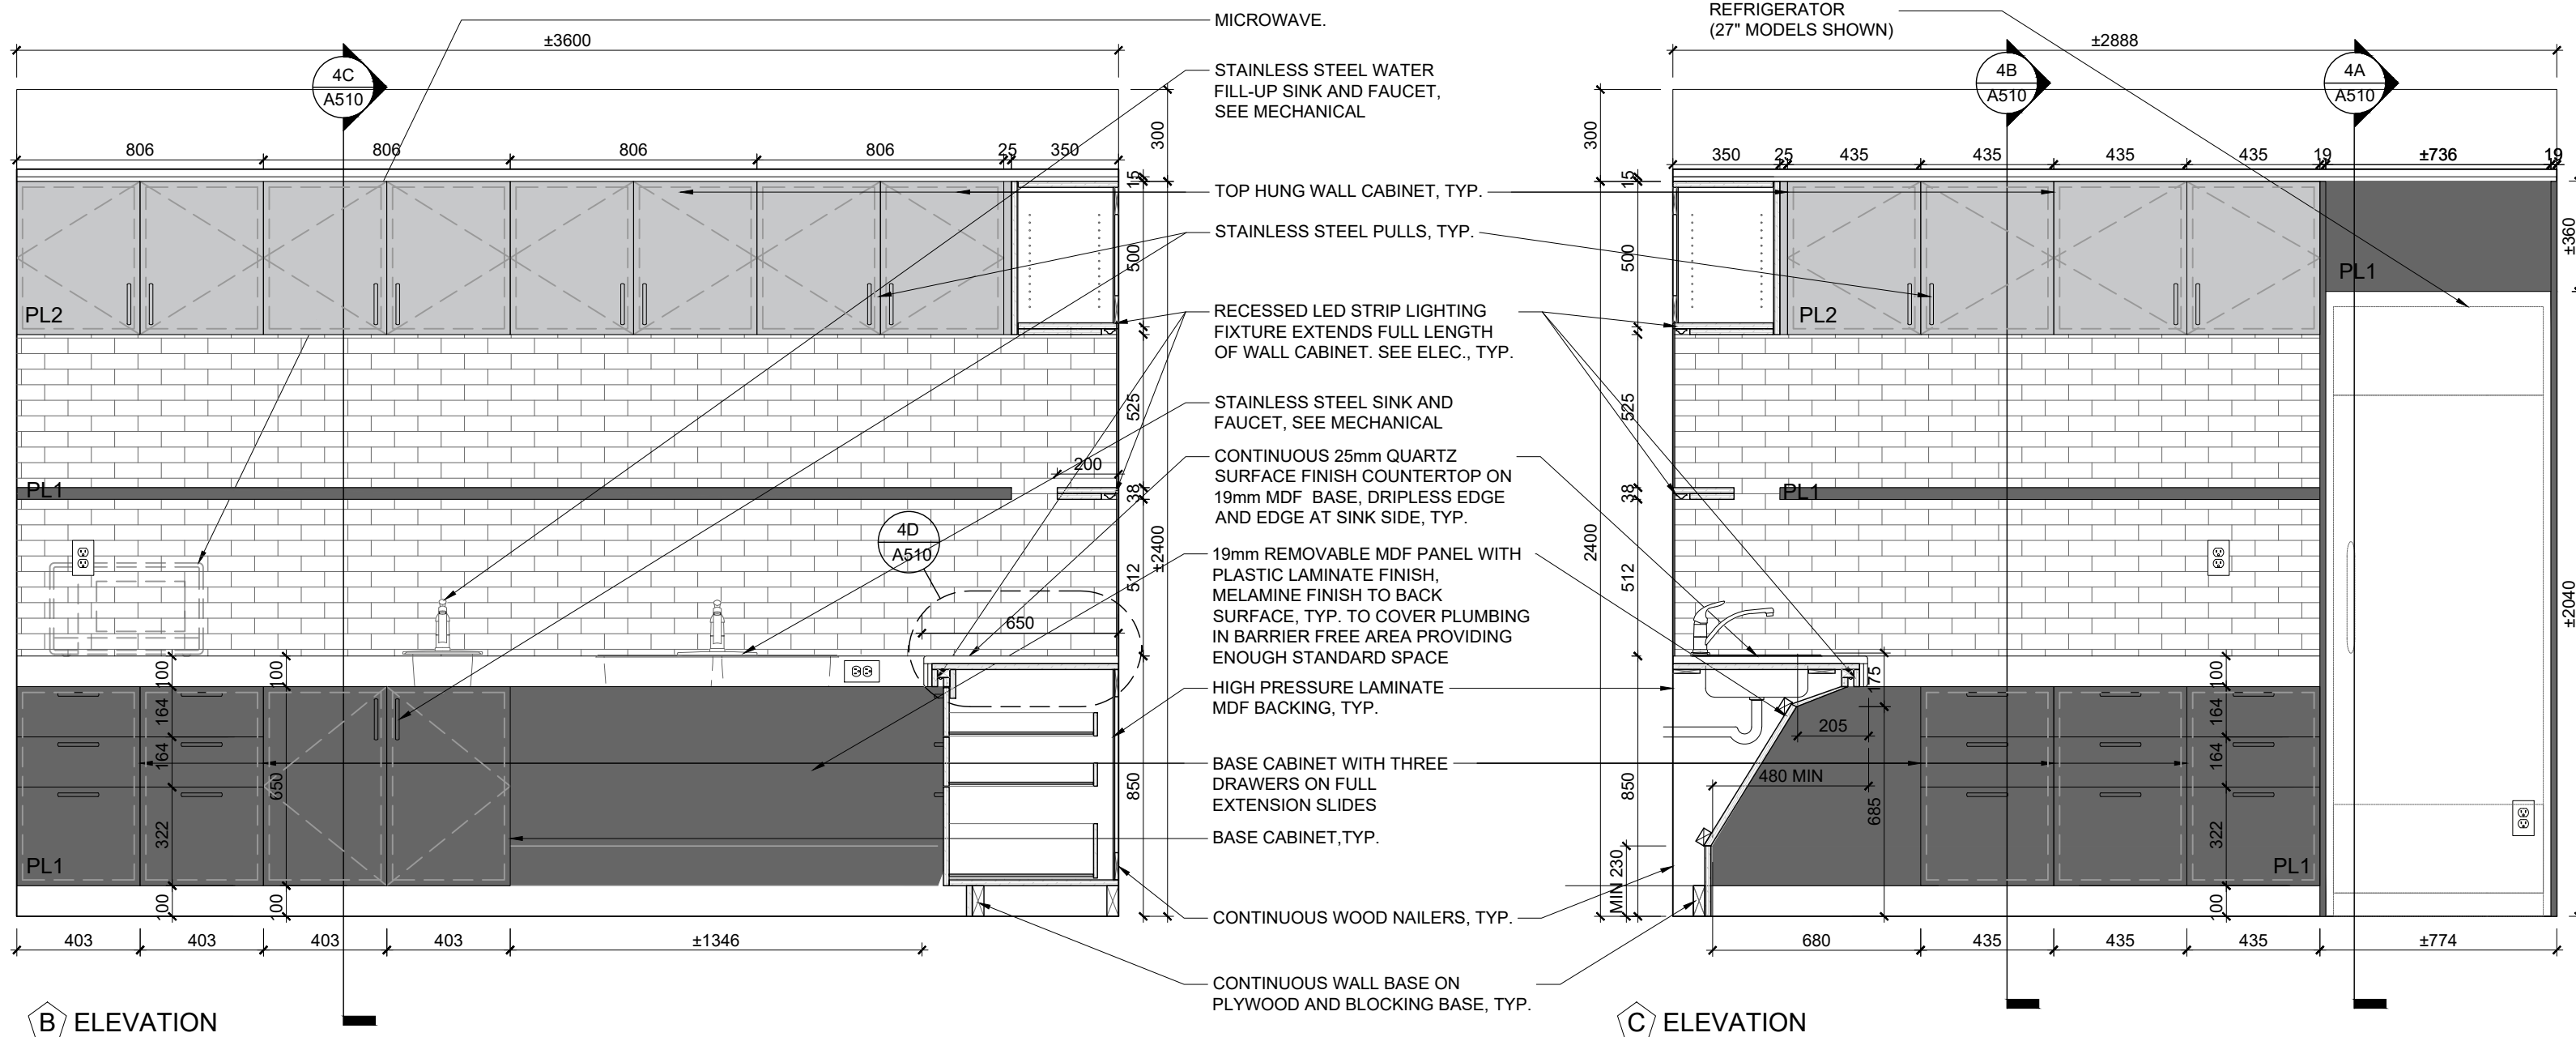 MICROWAVE.
REFRIGERATOR
(27" MODELS SHOWN)
±3600
±2888
4C
A510
4B
A510
4A
A510
STAINLESS STEEL WATER
FILL-UP SINK AND FAUCET,
SEE MECHANICAL
300
300
806
806
806
806
25
350
350
25
435
435
435
435
19
±736
19
15
15
TOP HUNG WALL CABINET, TYP.
STAINLESS STEEL PULLS, TYP.
500
500
±360
PL2
PL2
PL1
RECESSED LED STRIP LIGHTING
FIXTURE EXTENDS FULL LENGTH
OF WALL CABINET. SEE ELEC., TYP.
525
525
STAINLESS STEEL SINK AND
FAUCET, SEE MECHANICAL
200
CONTINUOUS 25mm QUARTZ
SURFACE FINISH COUNTERTOP ON
19mm MDF BASE, DRIPLESS EDGE
AND EDGE AT SINK SIDE, TYP.
PL1
38
38
PL1
4D
A510
±2400
2400
512
512
19mm REMOVABLE MDF PANEL WITH
PLASTIC LAMINATE FINISH,
MELAMINE FINISH TO BACK
SURFACE, TYP. TO COVER PLUMBING
IN BARRIER FREE AREA PROVIDING
ENOUGH STANDARD SPACE
±2040
650
100
100
175
100
HIGH PRESSURE LAMINATE
MDF BACKING, TYP.
164
164
205
164
164
BASE CABINET WITH THREE
DRAWERS ON FULL
EXTENSION SLIDES
480 MIN
650
850
850
685
322
322
BASE CABINET,TYP.
PL1
PL1
MIN 230
100
100
100
CONTINUOUS WOOD NAILERS, TYP.
403
403
403
403
±1346
680
435
435
435
±774
CONTINUOUS WALL BASE ON
PLYWOOD AND BLOCKING BASE, TYP.
B ELEVATION
C ELEVATION